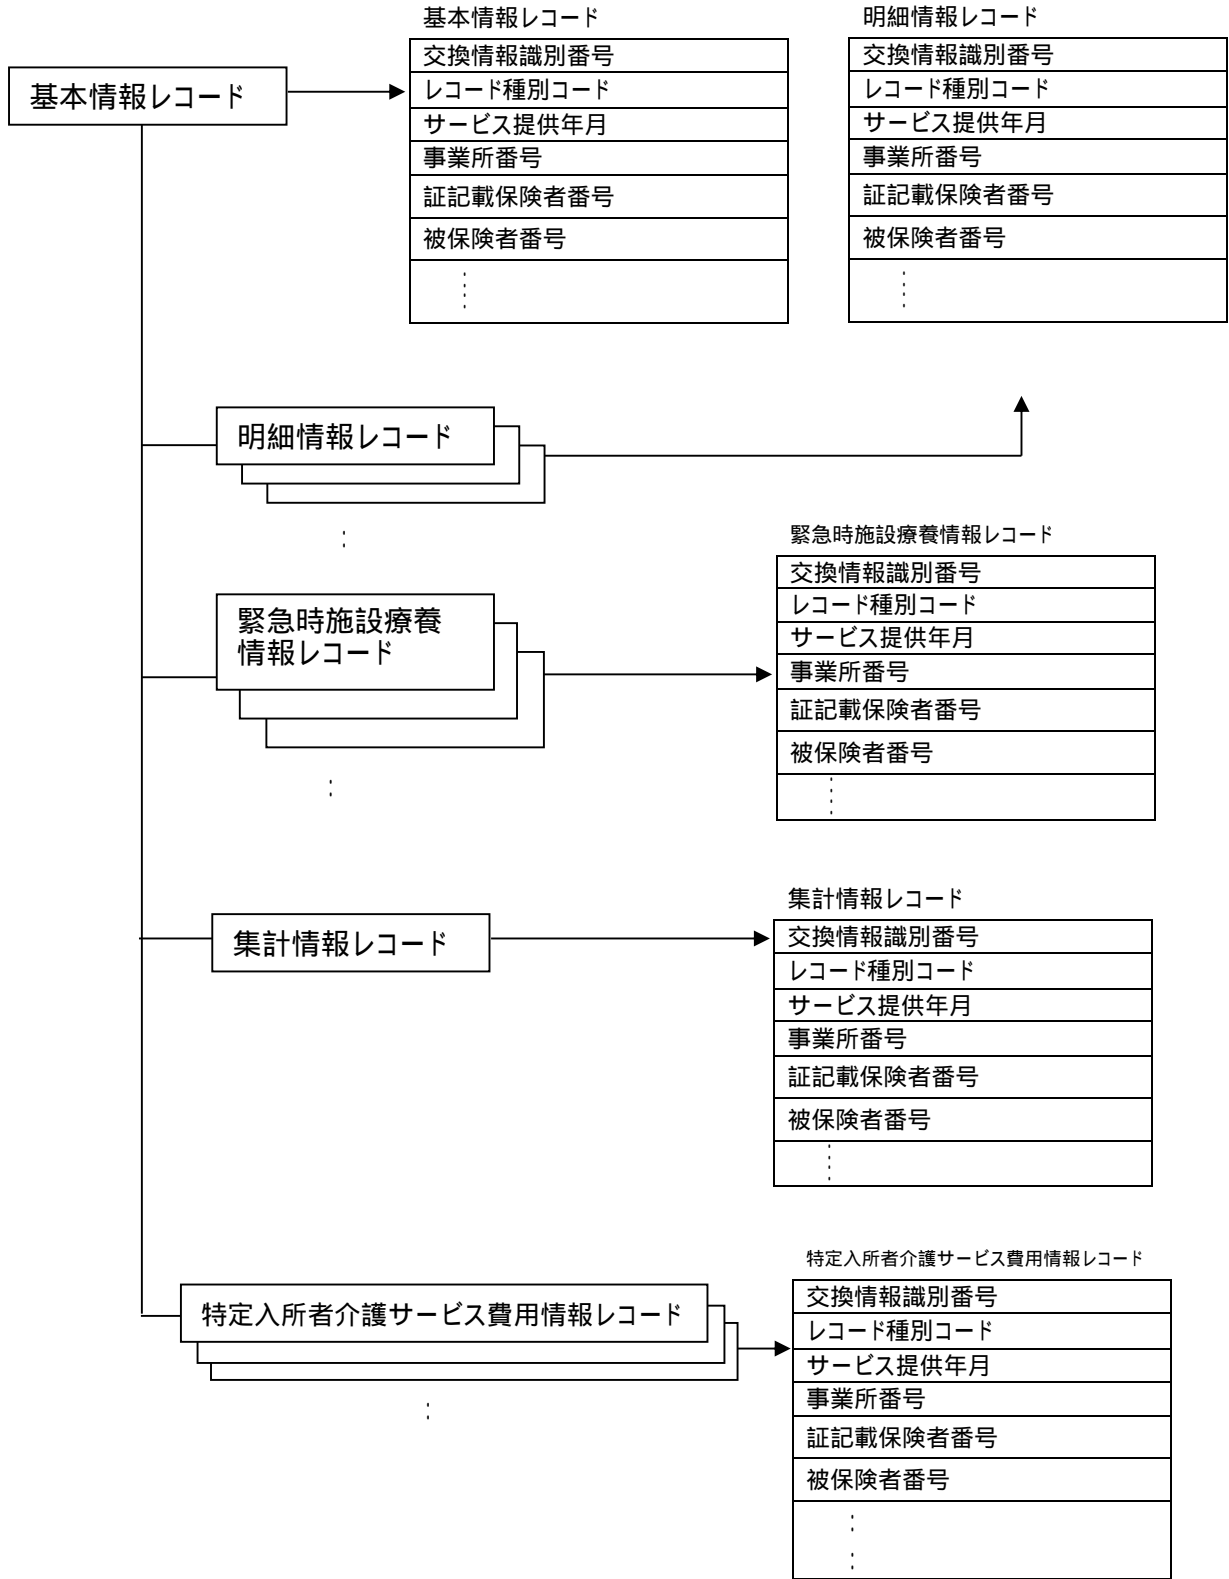 基本情報レコード
基本情報レコード
交換情報識別番号
レコード種別コード
サービス提供年月
事業所番号
証記載保険者番号
被保険者番号
明細情報レコード
交換情報識別番号
レコード種別コード
サービス提供年月
事業所番号
証記載保険者番号
被保険者番号
明細情報レコード
緊急時施設療養
情報レコード
緊急時施設療養情報レコード
交換情報識別番号
レコード種別コード
サービス提供年月
事業所番号
証記載保険者番号
被保険者番号
集計情報レコード
集計情報レコード
交換情報識別番号
レコード種別コード
サービス提供年月
事業所番号
証記載保険者番号
被保険者番号
特定入所者介護サービス費用情報レコード
特定入所者介護サービス費用情報レコード
交換情報識別番号
レコード種別コード
サービス提供年月
事業所番号
証記載保険者番号
被保険者番号